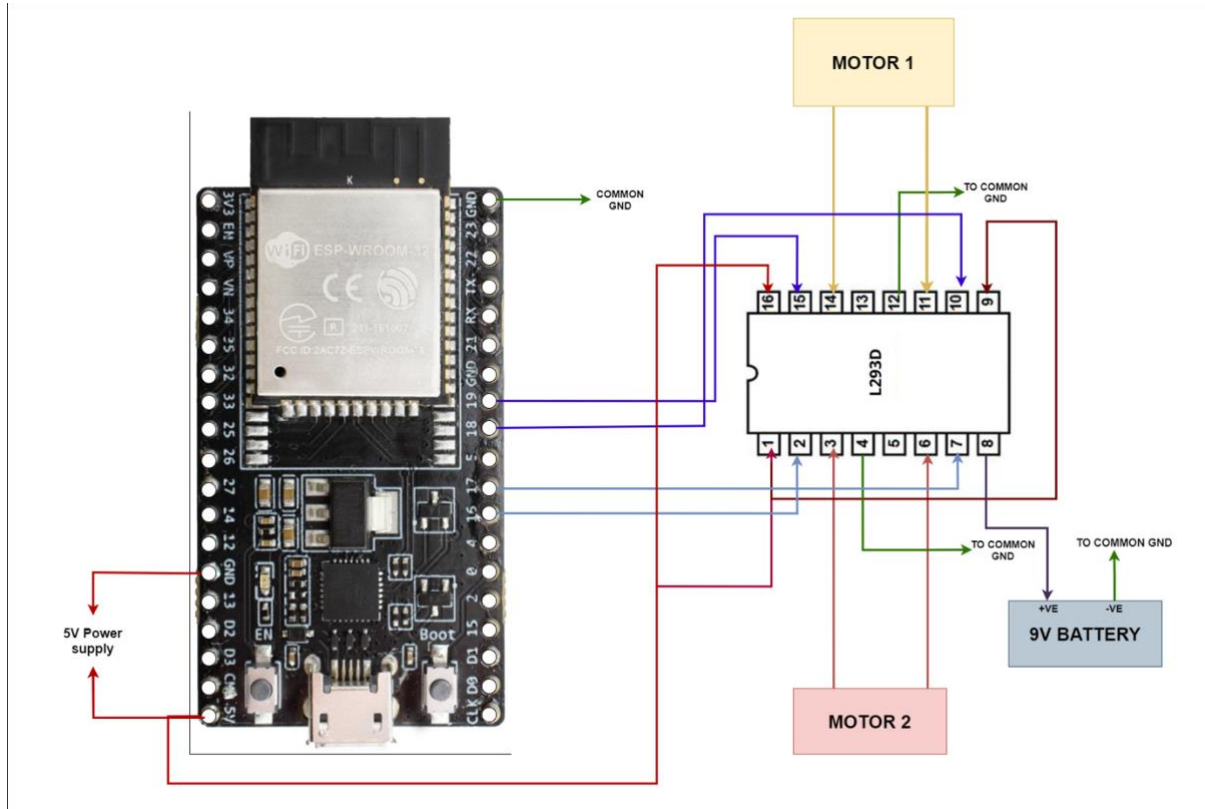 MOTOR 1
COMMON
GND
TO COMMON
GND
K
WiFi ESP-WROOM-32
CE
R
3V3
EN
VP
VN
34
35
32
33
25
26
27
14
12
GND
13
D2
D3
5V
GND
23
22
TX
RX
21
GND
19
18
5
17
16
4
0
2
15
D1
D0
CLK
EN
Boot
5V Power
supply
16
15
14
13
12
11
10
9
L293D
1
2
3
4
5
6
7
8
TO COMMON
GND
TO COMMON GND
+VE
-VE
9V BATTERY
MOTOR 2